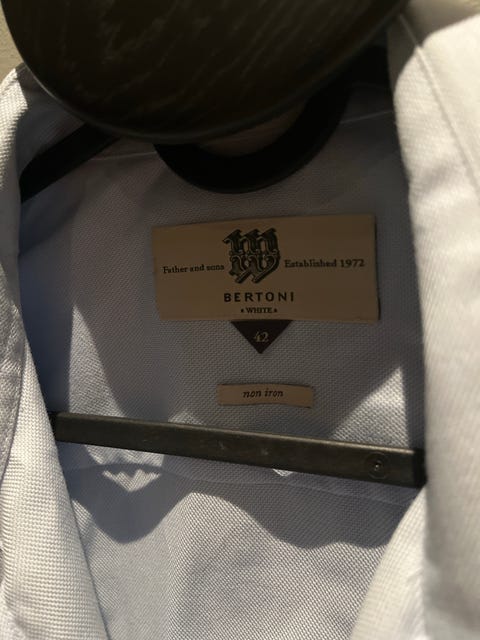 Father and sons W Established 1972
BERTONI
WHITE
42
non iron